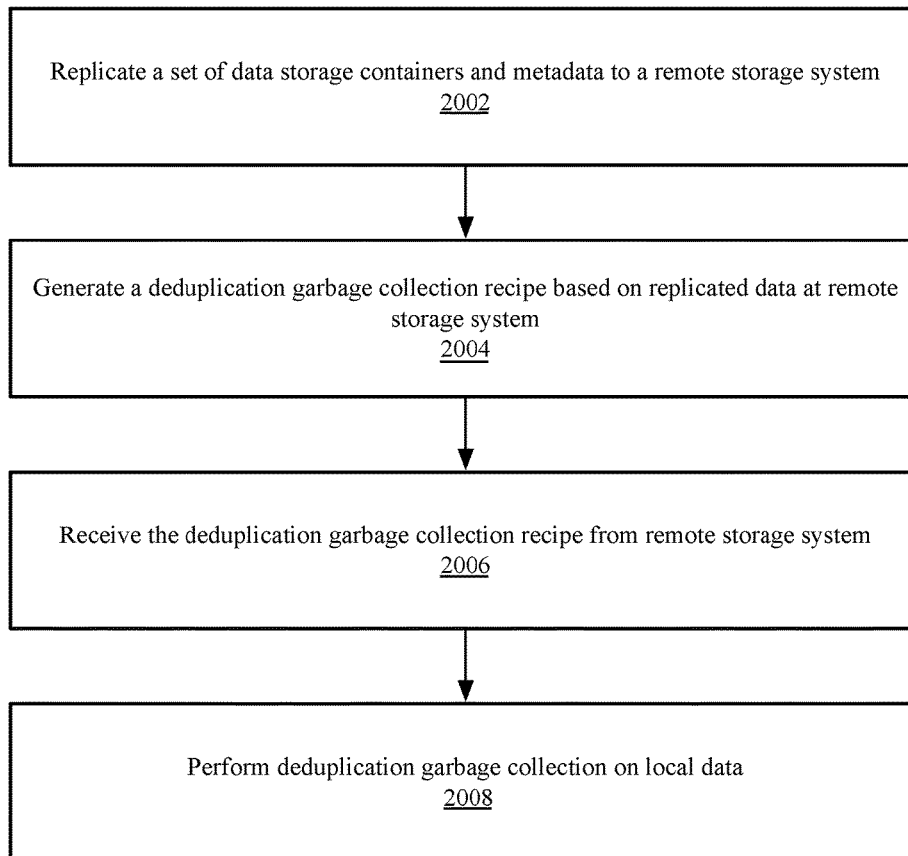 Replicate a set of data storage containers and metadata to a remote storage system
2002
Generate a deduplication garbage collection recipe based on replicated data at remote
storage system
2004
Receive the deduplication garbage collection recipe from remote storage system
2006
Perform deduplication garbage collection on local data
2008